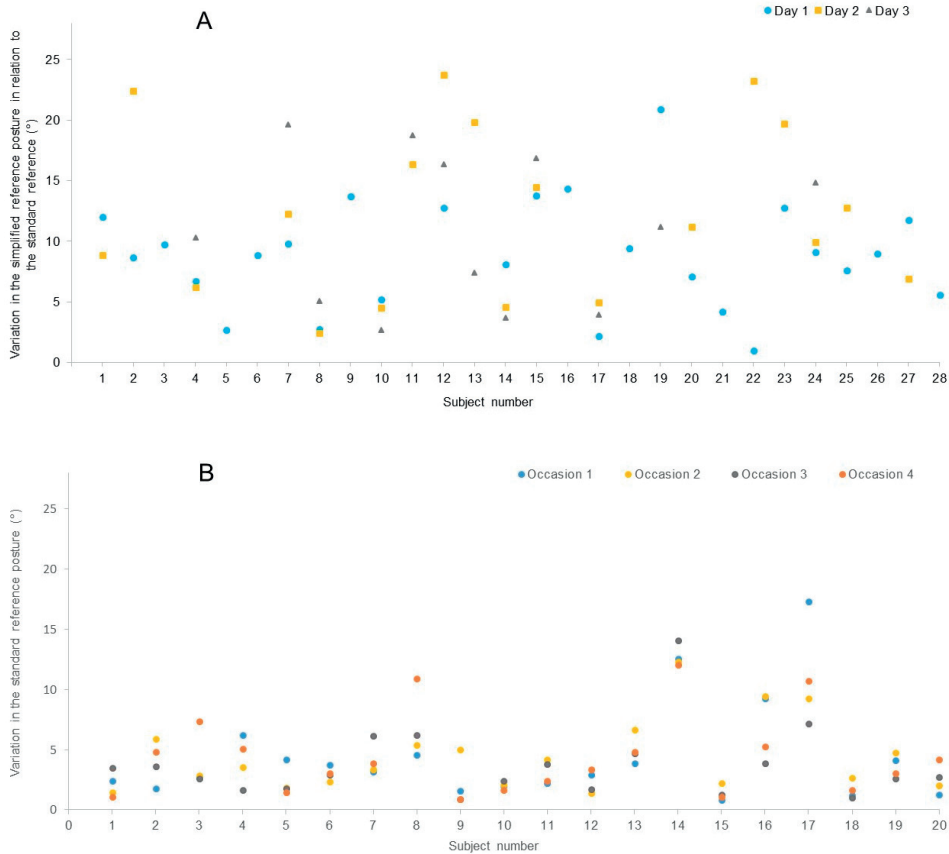 A
Day 1 Day 2 Day 3
Variation in the simplified reference posture in relation to
the standard reference (°)
25
20
15
10
5
0
1 2 3 4 5 6 7 8 9 10 11 12 13 14 15 16 17 18 19 20 21 22 23 24 25 26 27 28
Subject number
B
Occasion 1 Occasion 2 Occasion 3 Occasion 4
Variation in the standard reference posture (°)
25
20
15
10
5
0
0 1 2 3 4 5 6 7 8 9 10 11 12 13 14 15 16 17 18 19 20
Subject number